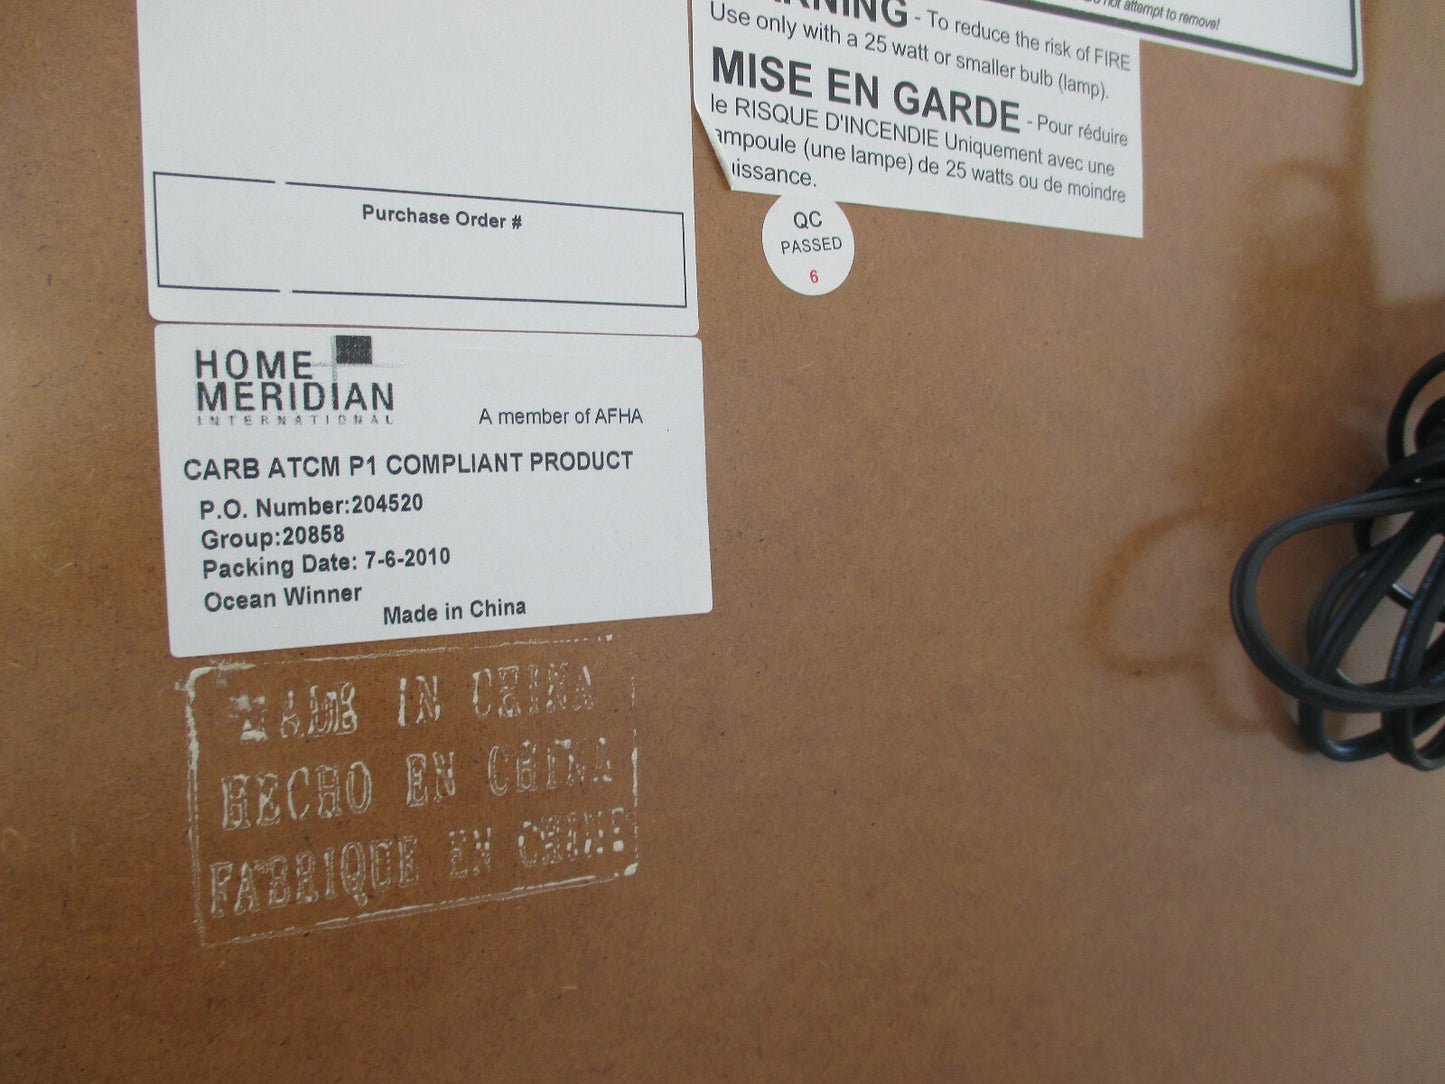 Do not attempt to remove!
WARNING - To reduce the risk of FIRE
Use only with a 25 watt or smaller bulb (lamp).
MISE EN GARDE - Pour réduire
le RISQUE D'INCENDIE Uniquement avec une
ampoule (une lampe) de 25 watts ou de moindre
uissance.
QC
PASSED
6
Purchase Order #
HOME
MERIDIAN
INTERNATIONAL
A member of AFHA
CARB ATCM P1 COMPLIANT PRODUCT
P.O. Number:204520
Group:20858
Packing Date: 7-6-2010
Ocean Winner
Made in China
MADE IN CHINA
HECHO EN CHINA
FABRIQUE EN CHINE